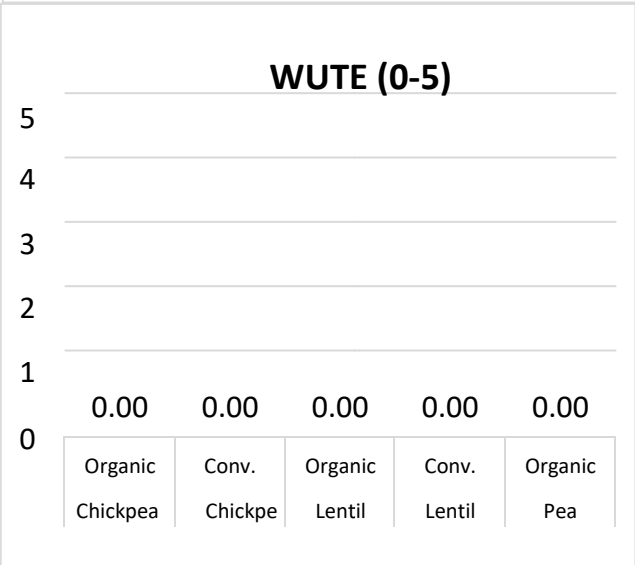 WUTE (0-5)
5
4
3
2
1
0
0.00 0.00 0.00 0.00 0.00
Organic Conv. Organic Conv. Organic
Chickpea Chickpe Lentil Lentil Pea